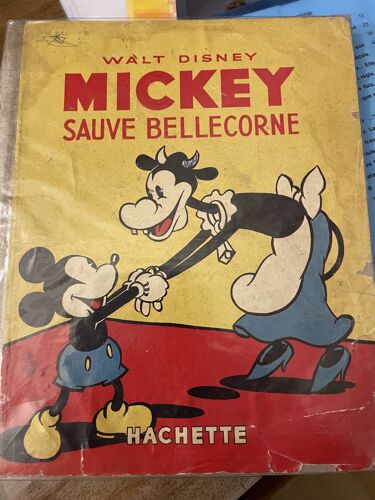 WALT DISNEY
MICKEY
SAUVE BELLECORNE
HACHETTE